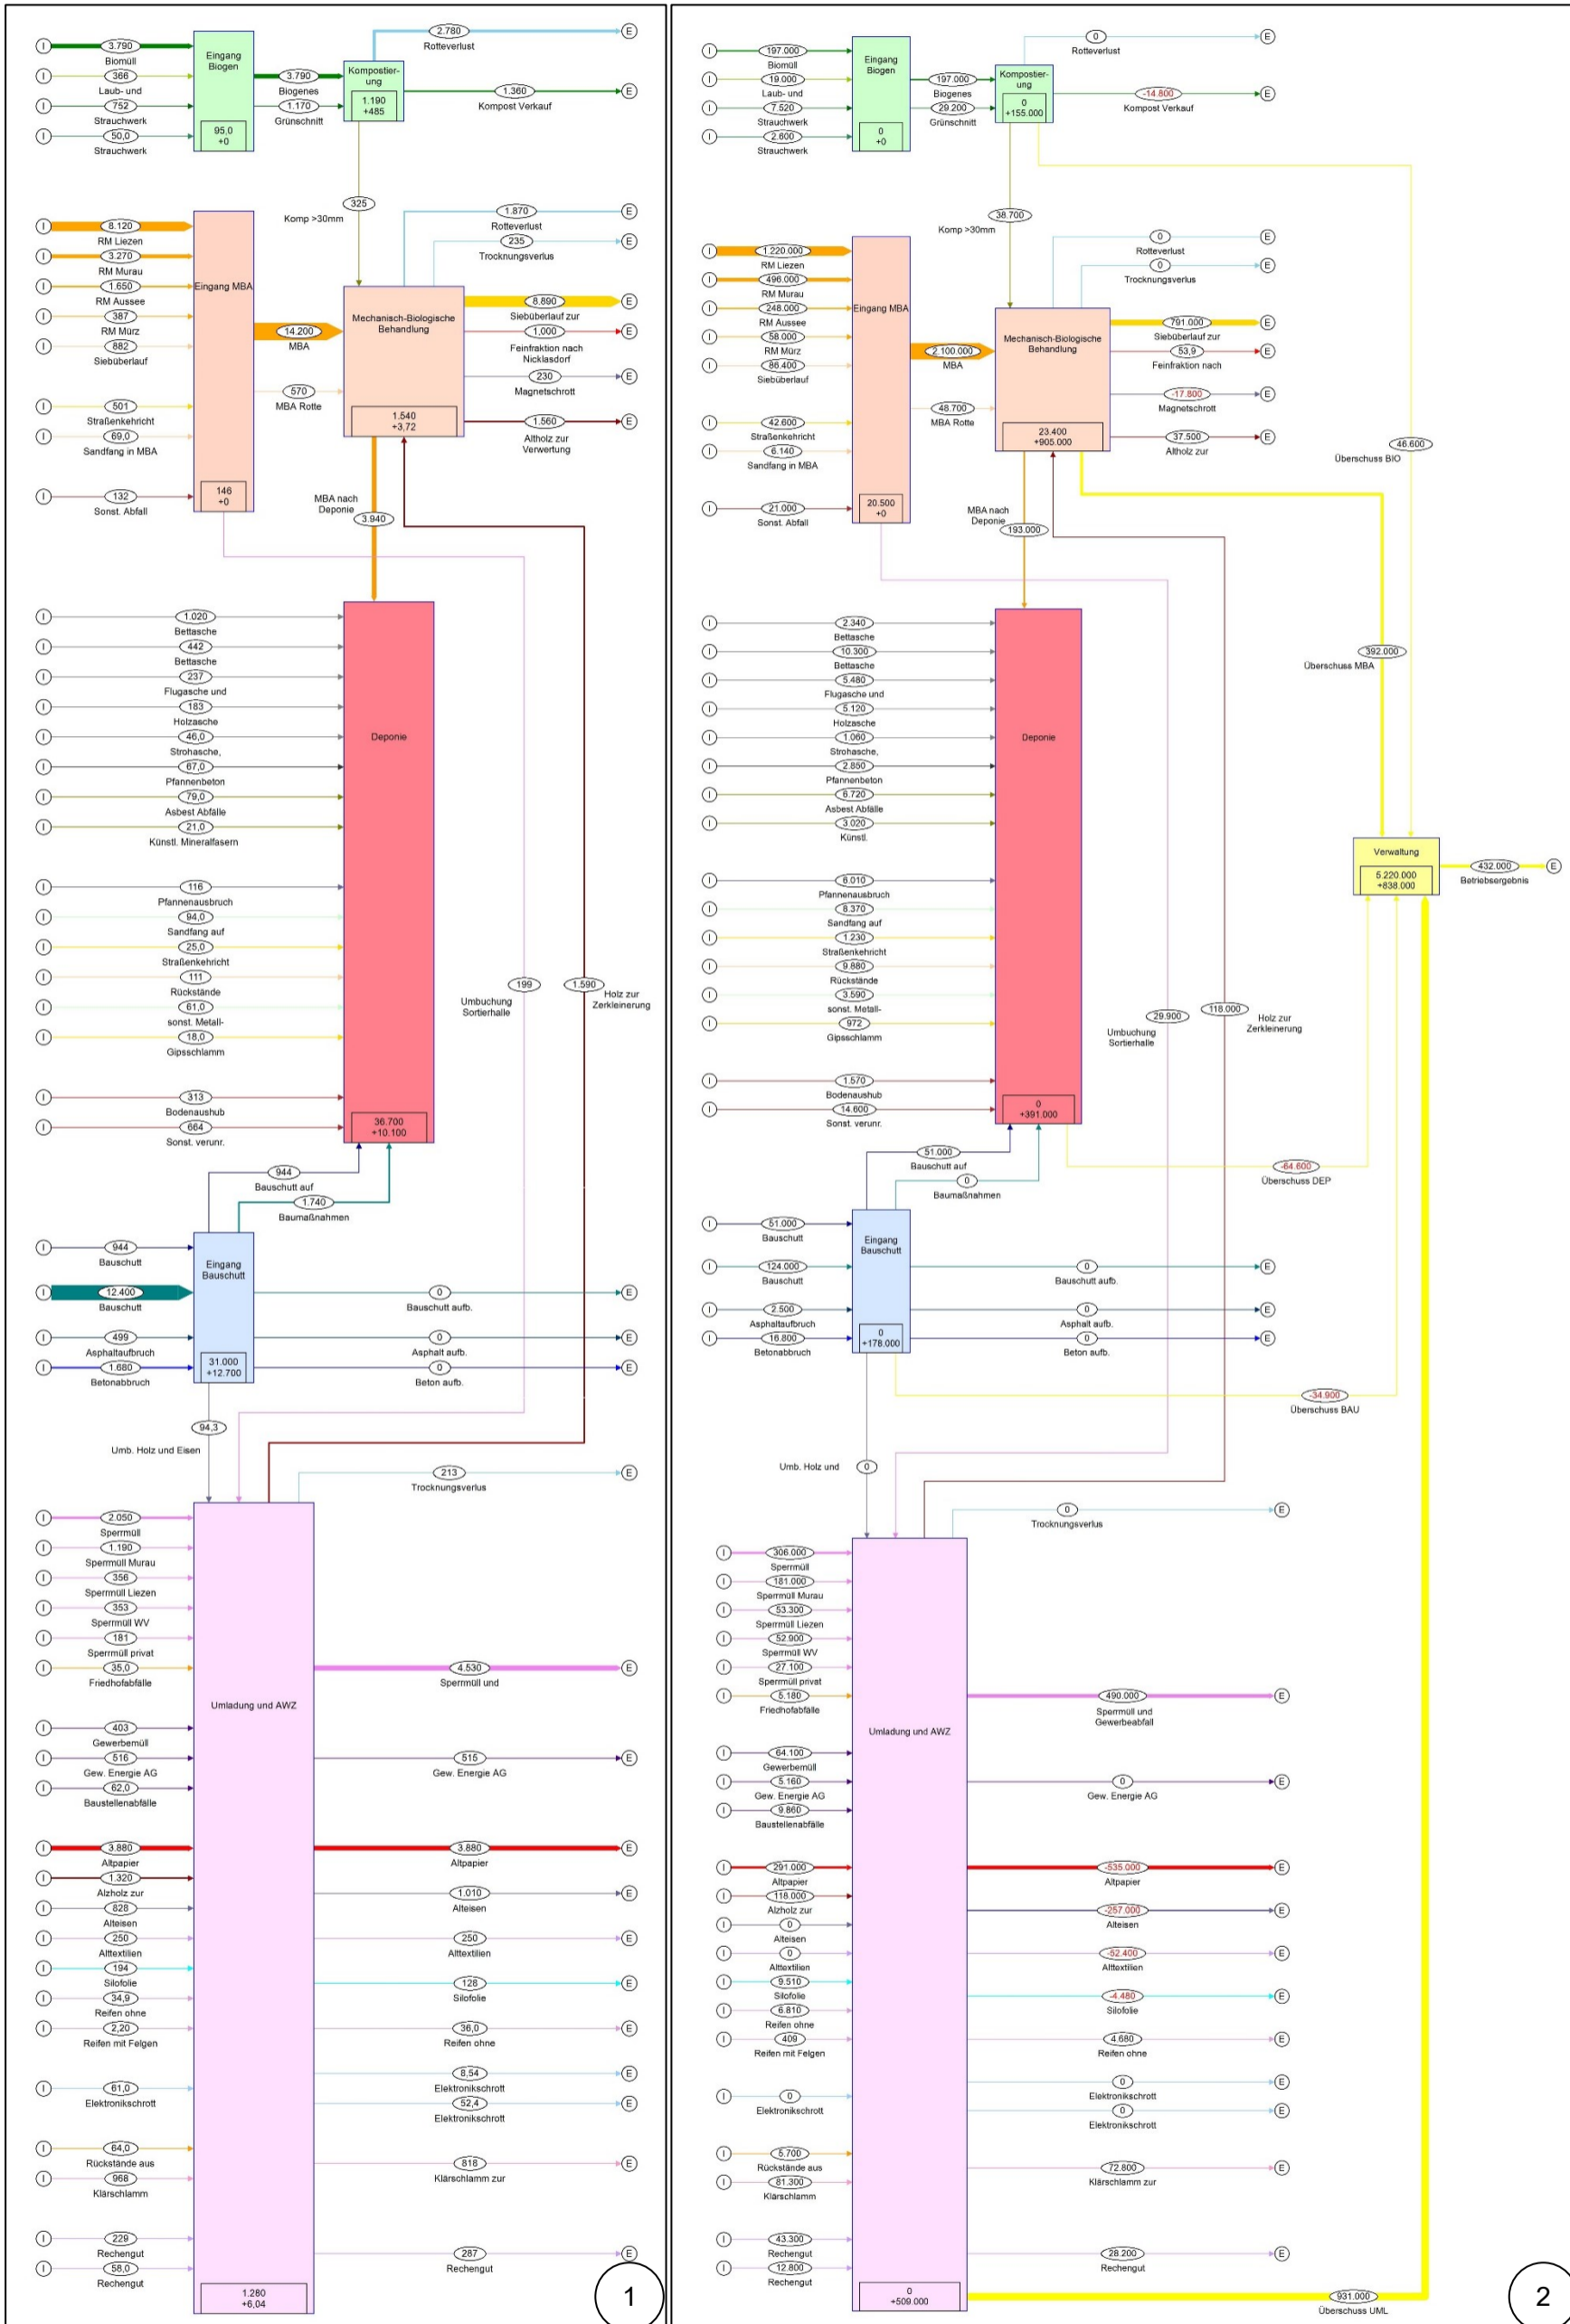 I
3.790
Biomüll
I
366
Laub- und
I
752
Strauchwerk
I
50,0
Strauchwerk
Eingang
Biogen
95,0
+0
3.790
Biogenes
1.170
Grünschnitt
Kompostier-
ung
1.190
+485
2.780
Rotteverlust
E
1.360
Kompost Verkauf
E
325
Komp >30mm
I
8.120
RM Liezen
I
3.270
RM Murau
I
1.650
RM Aussee
I
387
RM Mürz
I
882
Siebüberlauf
I
501
Straßenkehricht
I
69,0
Sandfang in MBA
I
132
Sonst. Abfall
Eingang MBA
146
+0
14.200
MBA
570
MBA Rotte
Mechanisch-Biologische
Behandlung
1.540
+3,72
1.870
Rotteverlust
E
235
Trocknungsverlus
E
8.890
Siebüberlauf zur
E
1,000
Feinfraktion nach
Nicklasdorf
E
230
Magnetschrott
E
1.560
Altholz zur
Verwertung
E
MBA nach
Deponie
3.940
I
1.020
Bettasche
I
442
Bettasche
I
237
Flugasche und
I
183
Holzasche
I
46,0
Strohasche,
I
67,0
Pfannenbeton
I
79,0
Asbest Abfälle
I
21,0
Künstl. Mineralfasern
I
116
Pfannenausbruch
I
94,0
Sandfang auf
I
25,0
Straßenkehricht
I
111
Rückstände
I
61,0
sonst. Metall-
I
18,0
Gipsschlamm
I
313
Bodenaushub
I
664
Sonst. verunr.
Deponie
36.700
+10.100
199
Umbuchung
Sortierhalle
1.590
Holz zur
Zerkleinerung
944
Bauschutt auf
1.740
Baumaßnahmen
I
944
Bauschutt
I
12.400
Bauschutt
I
499
Asphaltaufbruch
I
1.680
Betonabbruch
Eingang
Bauschutt
31.000
+12.700
0
Bauschutt aufb.
E
0
Asphalt aufb.
E
0
Beton aufb.
E
94,3
Umb. Holz und Eisen
213
Trocknungsverlus
E
I
2.050
Sperrmüll
I
1.190
Sperrmüll Murau
I
356
Sperrmüll Liezen
I
353
Sperrmüll WV
I
181
Sperrmüll privat
I
35,0
Friedhofabfälle
I
403
Gewerbemüll
I
516
Gew. Energie AG
I
62,0
Baustellenabfälle
I
3.880
Altpapier
I
1.320
Alzholz zur
I
828
Alteisen
I
250
Alttextilien
I
194
Silofolie
I
34,9
Reifen ohne
I
2,20
Reifen mit Felgen
I
61,0
Elektronikschrott
I
64,0
Rückstände aus
I
968
Klärschlamm
I
229
Rechengut
I
58,0
Rechengut
Umladung und AWZ
1.280
+6,04
4.530
Sperrmüll und
E
515
Gew. Energie AG
E
3.880
Altpapier
E
1.010
Alteisen
E
250
Alttextilien
E
128
Silofolie
E
36,0
Reifen ohne
E
8,54
Elektronikschrott
E
52,4
Elektronikschrott
E
818
Klärschlamm zur
E
287
Rechengut
E
1
I
197.000
Biomüll
I
19.000
Laub- und
I
7.520
Strauchwerk
I
2.600
Strauchwerk
Eingang
Biogen
0
+0
197.000
Biogenes
29.200
Grünschnitt
Kompostier-
ung
0
+155.000
0
Rotteverlust
E
-14.800
Kompost Verkauf
E
38.700
Komp >30mm
I
1.220.000
RM Liezen
I
496.000
RM Murau
I
248.000
RM Aussee
I
58.000
RM Mürz
I
86.400
Siebüberlauf
I
42.600
Straßenkehricht
I
6.140
Sandfang in MBA
I
21.000
Sonst. Abfall
Eingang MBA
20.500
+0
2.100.000
MBA
48.700
MBA Rotte
Mechanisch-Biologische
Behandlung
23.400
+905.000
0
Rotteverlust
E
0
Trocknungsverlus
E
791.000
Siebüberlauf zur
E
53,9
Feinfraktion nach
E
-17.800
Magnetschrott
E
37.500
Altholz zur
E
46.600
Überschuss BIO
MBA nach
Deponie
193.000
392.000
Überschuss MBA
I
2.340
Bettasche
I
10.300
Bettasche
I
5.480
Flugasche und
I
5.120
Holzasche
I
1.060
Strohasche,
I
2.850
Pfannenbeton
I
6.720
Asbest Abfälle
I
3.020
Künstl.
I
6.010
Pfannenausbruch
I
8.370
Sandfang auf
I
1.230
Straßenkehricht
I
9.880
Rückstände
I
3.590
sonst. Metall-
I
972
Gipsschlamm
I
1.570
Bodenaushub
I
14.600
Sonst. verunr.
Deponie
0
+391.000
Verwaltung
5.220.000
+838.000
432.000
Betriebsergebnis
E
29.900
Umbuchung
Sortierhalle
118.000
Holz zur
Zerkleinerung
51.000
Bauschutt auf
0
Baumaßnahmen
-64.600
Überschuss DEP
I
51.000
Bauschutt
I
124.000
Bauschutt
I
2.500
Asphaltaufbruch
I
16.800
Betonabbruch
Eingang
Bauschutt
0
+178.000
0
Bauschutt aufb.
E
0
Asphalt aufb.
E
0
Beton aufb.
E
-34.900
Überschuss BAU
Umb. Holz und
0
0
Trocknungsverlus
E
I
306.000
Sperrmüll
I
181.000
Sperrmüll Murau
I
53.300
Sperrmüll Liezen
I
52.900
Sperrmüll WV
I
27.100
Sperrmüll privat
I
5.180
Friedhofabfälle
I
64.100
Gewerbemüll
I
5.160
Gew. Energie AG
I
9.860
Baustellenabfälle
I
291.000
Altpapier
I
118.000
Alzholz zur
I
0
Alteisen
I
0
Alttextilien
I
9.510
Silofolie
I
6.810
Reifen ohne
I
409
Reifen mit Felgen
I
0
Elektronikschrott
I
5.700
Rückstände aus
I
81.300
Klärschlamm
I
43.300
Rechengut
I
12.800
Rechengut
Umladung und AWZ
0
+509.000
490.000
Sperrmüll und
Gewerbeabfall
E
0
Gew. Energie AG
E
-535.000
Altpapier
E
-257.000
Alteisen
E
-52.400
Alttextilien
E
-4.480
Silofolie
E
4.680
Reifen ohne
E
0
Elektronikschrott
E
0
Elektronikschrott
E
72.800
Klärschlamm zur
E
28.200
Rechengut
E
931.000
Überschuss UML
2